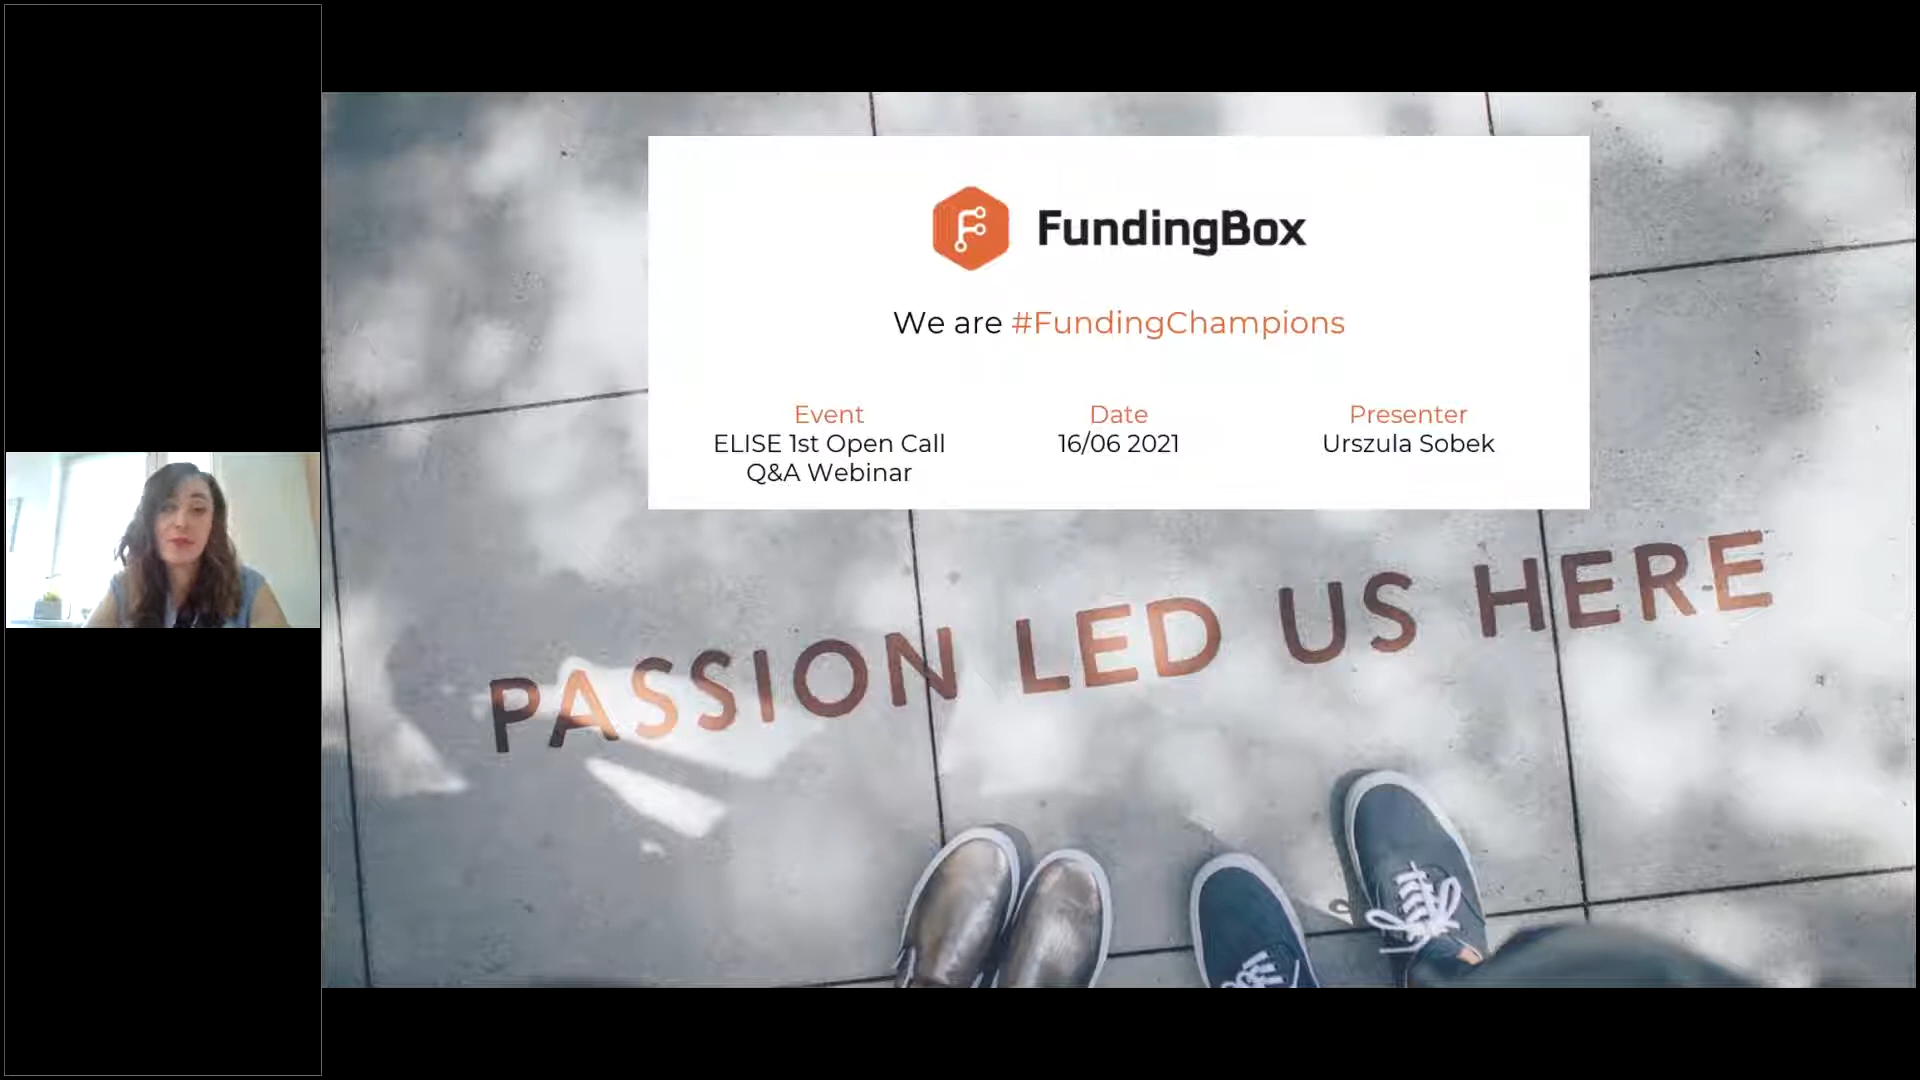 FundingBox
We are #FundingChampions
Event
ELISE 1st Open Call
Q&A Webinar
Date
16/06 2021
Presenter
Urszula Sobek
PASSION LED US HERE